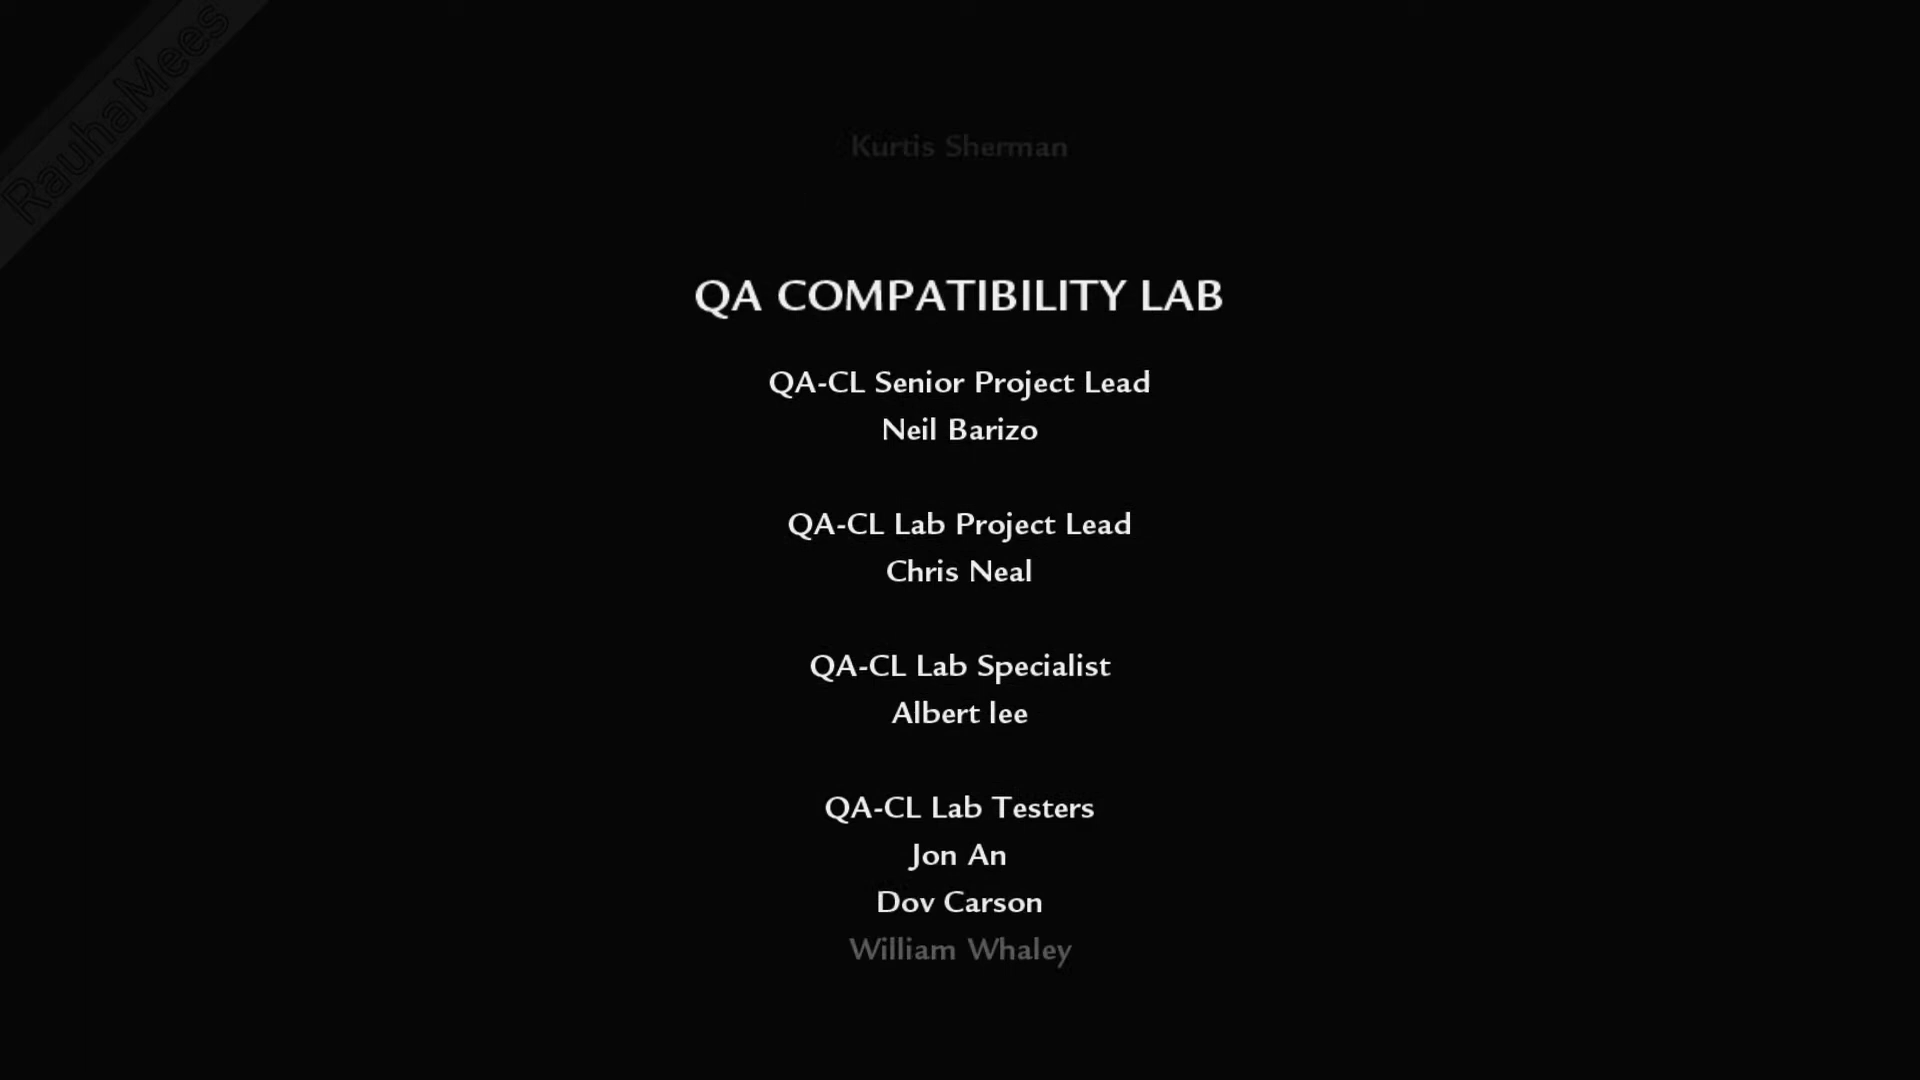 RauhaMees
Kurtis Sherman
QA COMPATIBILITY LAB
QA-CL Senior Project Lead
Neil Barizo
QA-CL Lab Project Lead
Chris Neal
QA-CL Lab Specialist
Albert lee
QA-CL Lab Testers
Jon An
Dov Carson
William Whaley